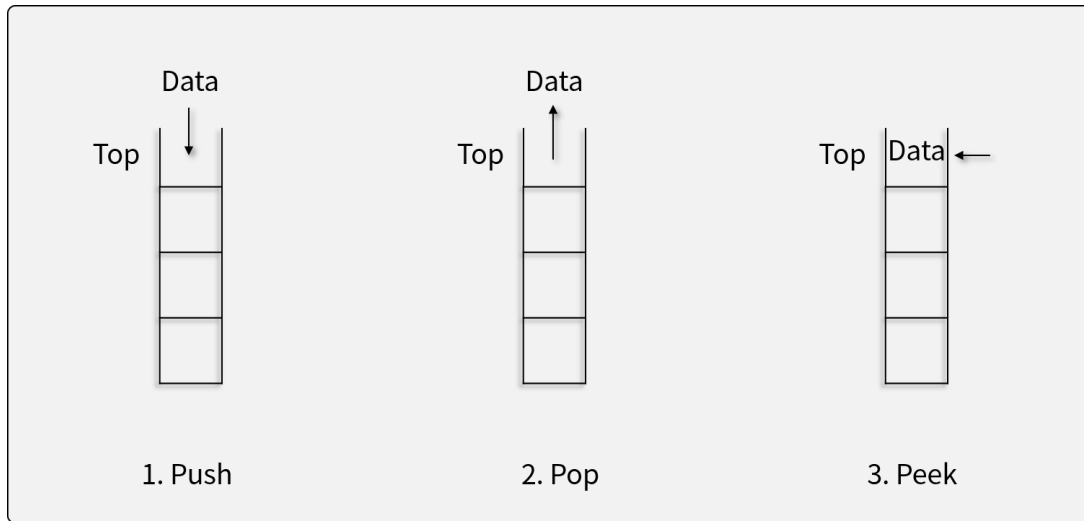 Data
Top
1. Push
Data
Top
2. Pop
Top
Data
3. Peek